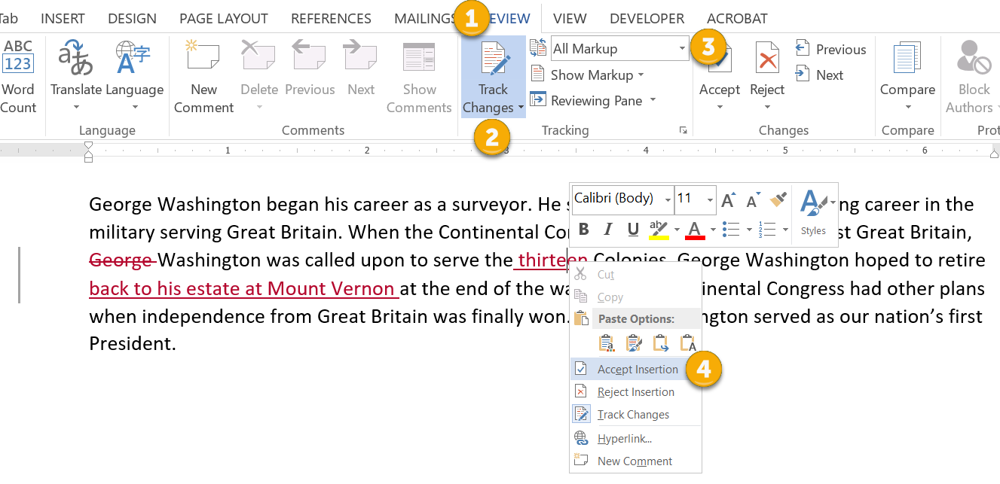 Tab INSERT DESIGN PAGE LAYOUT REFERENCES MAILINGS 1 REVIEW VIEW DEVELOPER ACROBAT
ABC
123
Word
Count
Translate Language
Language
New
Comment
Delete Previous Next Show
Comments
Comments
Track
Changes
2
All Markup
Show Markup
Reviewing Pane
Tracking
3
Accept Reject
Previous
Next
Changes
Compare
Compare
Block
Authors
Prot
1 2 3 4 5 6
George Washington began his career as a surveyor. He s ng career in the
military serving Great Britain. When the Continental Co st Great Britain,
George Washington was called upon to serve the thirteen Colonies. George Washington hoped to retire
back to his estate at Mount Vernon at the end of the wa inental Congress had other plans
when independence from Great Britain was finally won. ngton served as our nation’s first
President.
Calibri (Body) 11 A A
B I U ab A
Styles
Cut
Copy
Paste Options:
Accept Insertion 4
Reject Insertion
Track Changes
Hyperlink...
New Comment